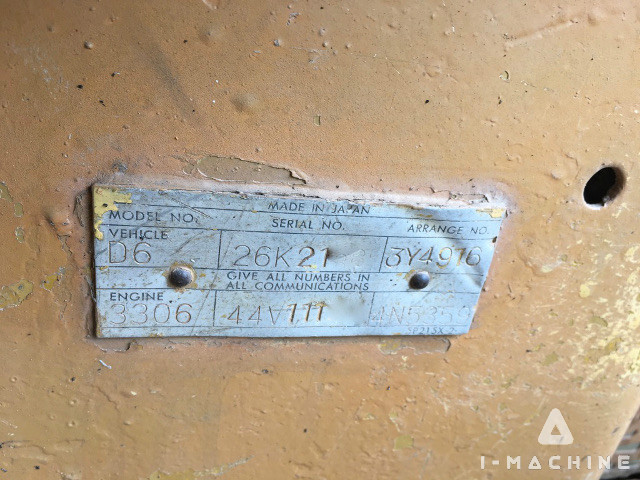 MADE IN JAPAN
MODEL NO. SERIAL NO. ARRANGE NO.
VEHICLE
D6 26K21 3Y4916
GIVE ALL NUMBERS IN
ALL COMMUNICATIONS
ENGINE
3306 44V111
I-MACHINE